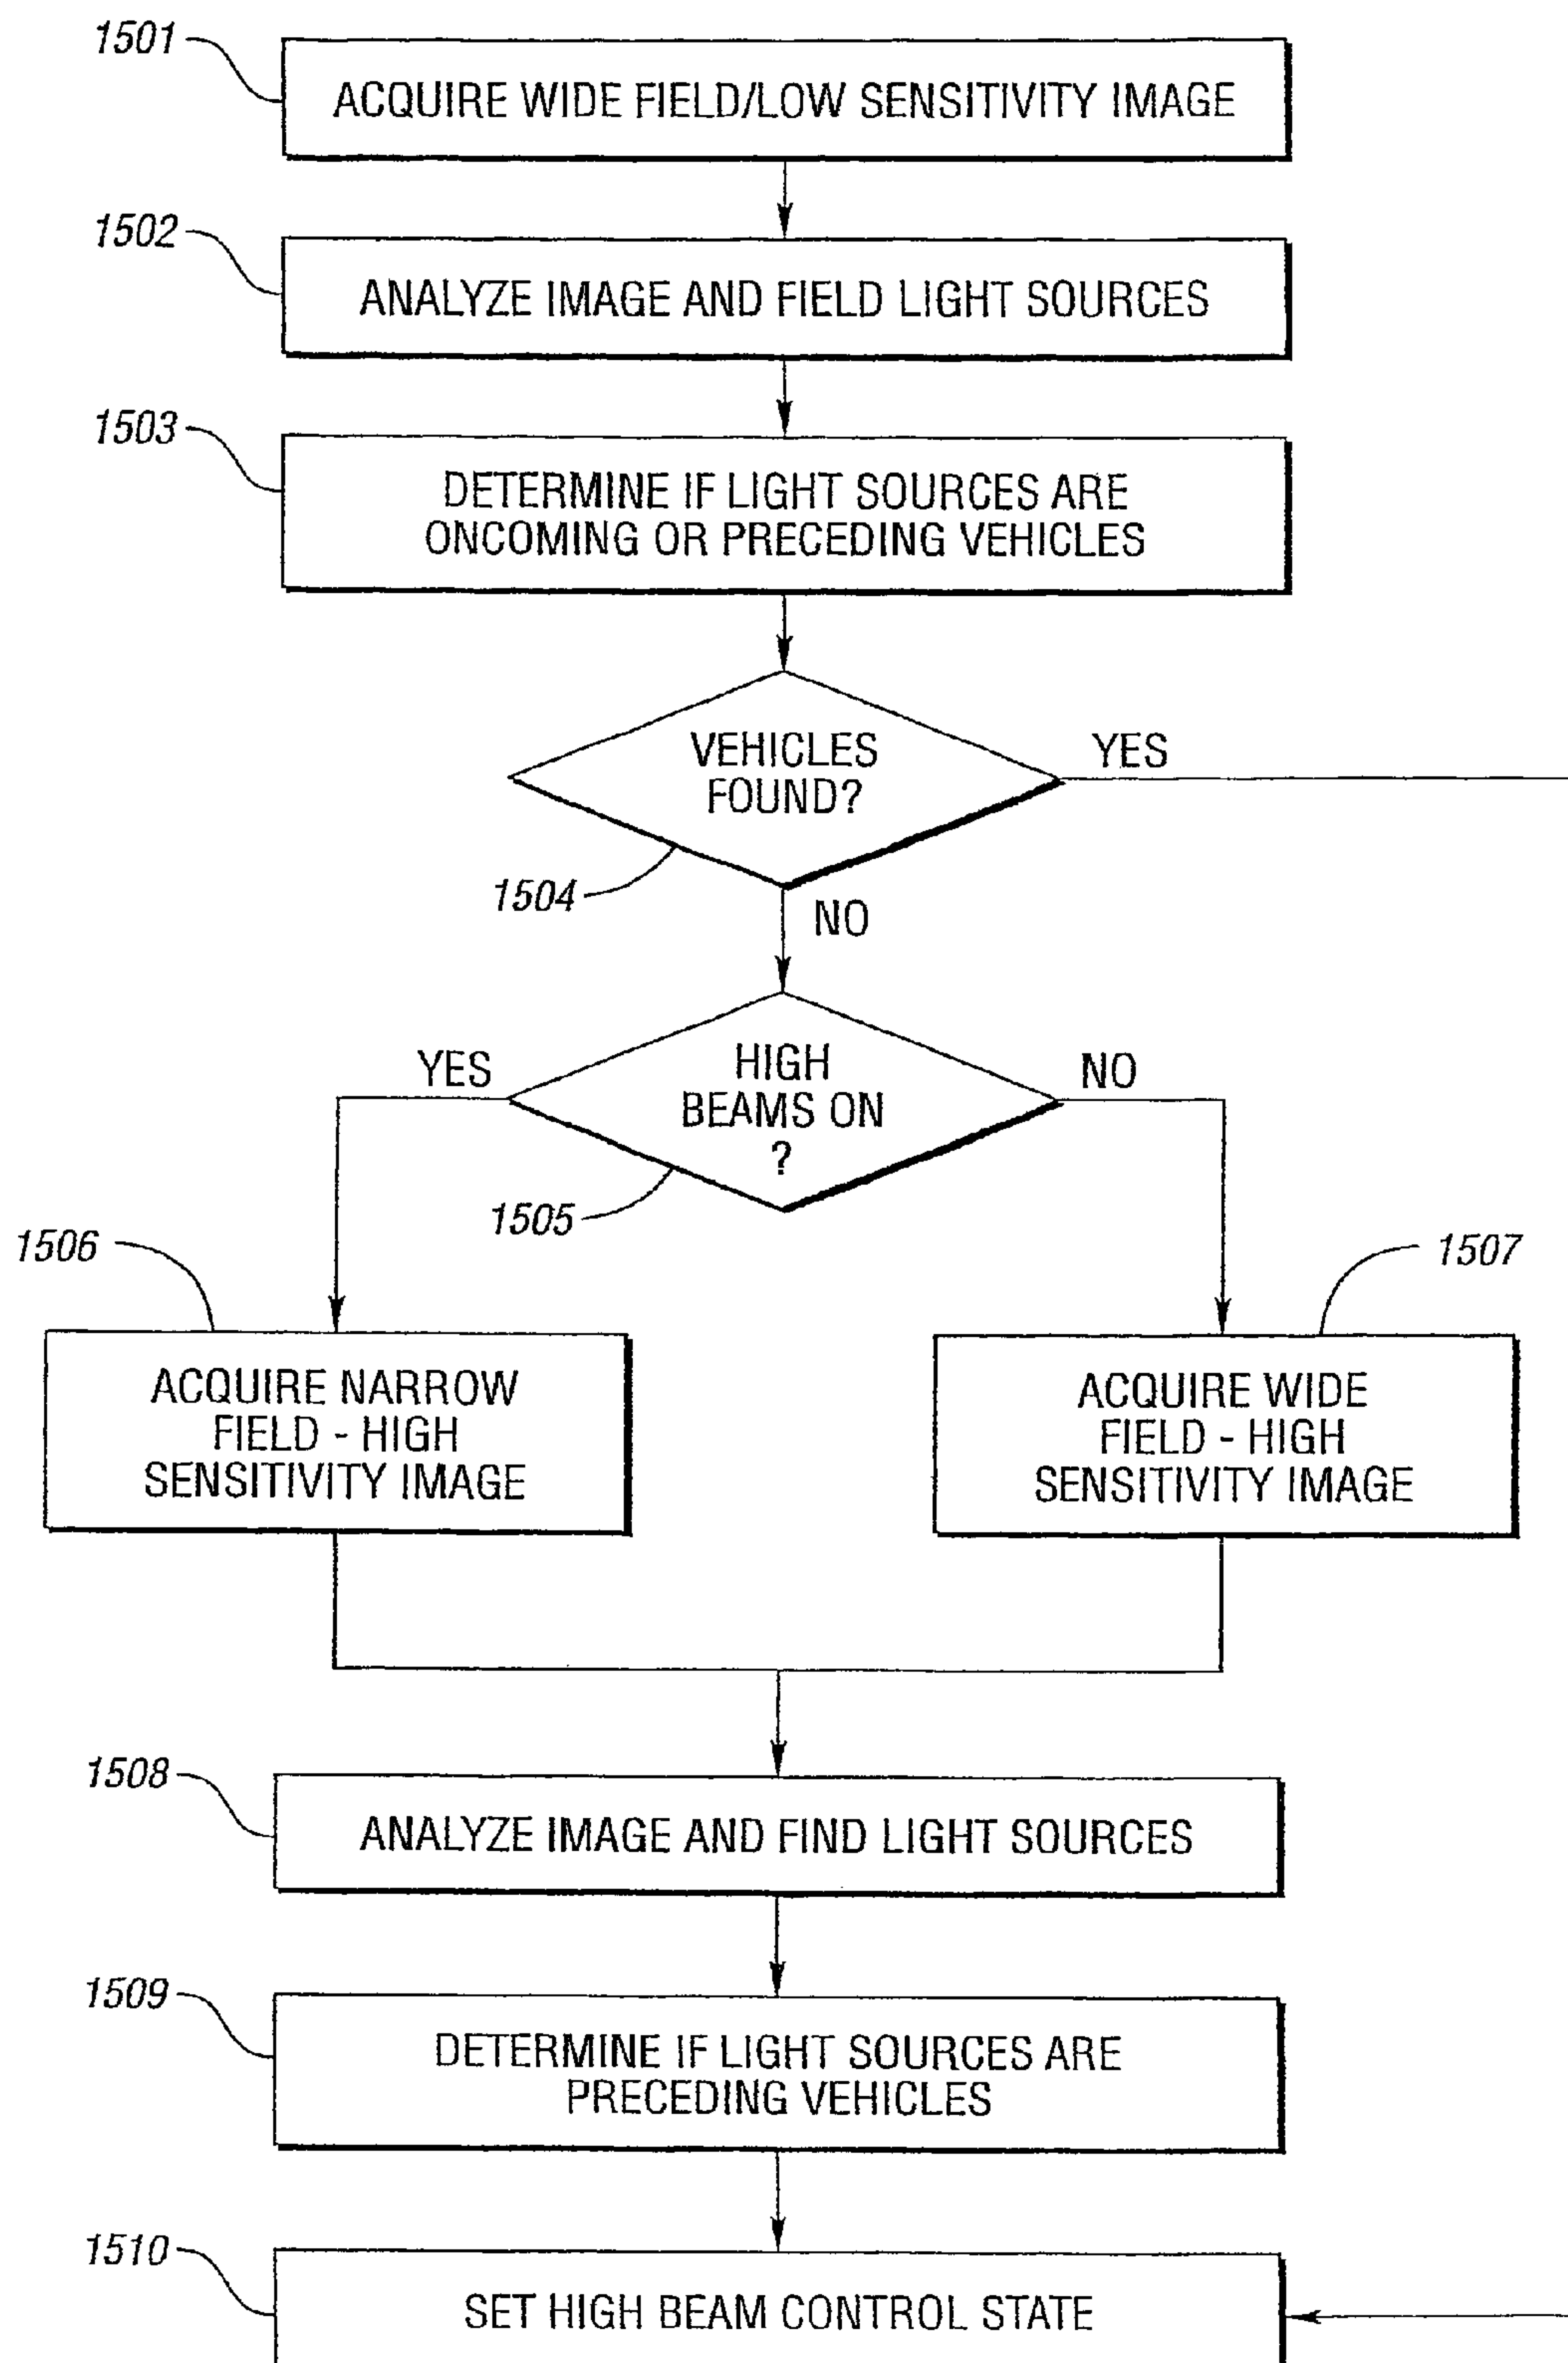 1501
ACQUIRE WIDE FIELD/LOW SENSITIVITY IMAGE
1502
ANALYZE IMAGE AND FIELD LIGHT SOURCES
1503
DETERMINE IF LIGHT SOURCES ARE
ONCOMING OR PRECEDING VEHICLES
VEHICLES
FOUND?
YES
1504
NO
YES
HIGH
BEAMS ON
?
NO
1505
1506
1507
ACQUIRE NARROW
FIELD - HIGH
SENSITIVITY IMAGE
ACQUIRE WIDE
FIELD - HIGH
SENSITIVITY IMAGE
1508
ANALYZE IMAGE AND FIND LIGHT SOURCES
1509
DETERMINE IF LIGHT SOURCES ARE
PRECEDING VEHICLES
1510
SET HIGH BEAM CONTROL STATE